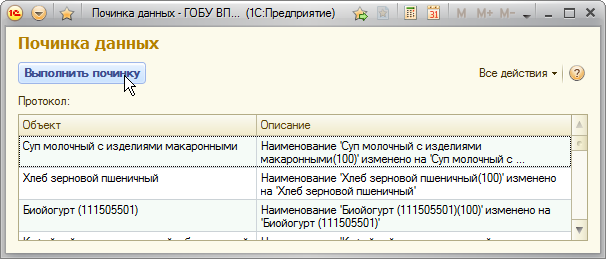 Починка данных - ГОБУ ВП... (1С:Предприятие)
M M+ M-
Починка данных
Выполнить починку
Все действия
Протокол:
Объект Описание
Суп молочный с изделиями макаронными
Наименование 'Суп молочный с изделиями
макаронными(100)' изменено на 'Суп молочный с ...
Хлеб зерновой пшеничный
Наименование 'Хлеб зерновой пшеничный(100)' изменено
на 'Хлеб зерновой пшеничный'
Биойогурт (111505501)
Наименование 'Биойогурт (111505501)(100)' изменено на
'Биойогурт (111505501)'